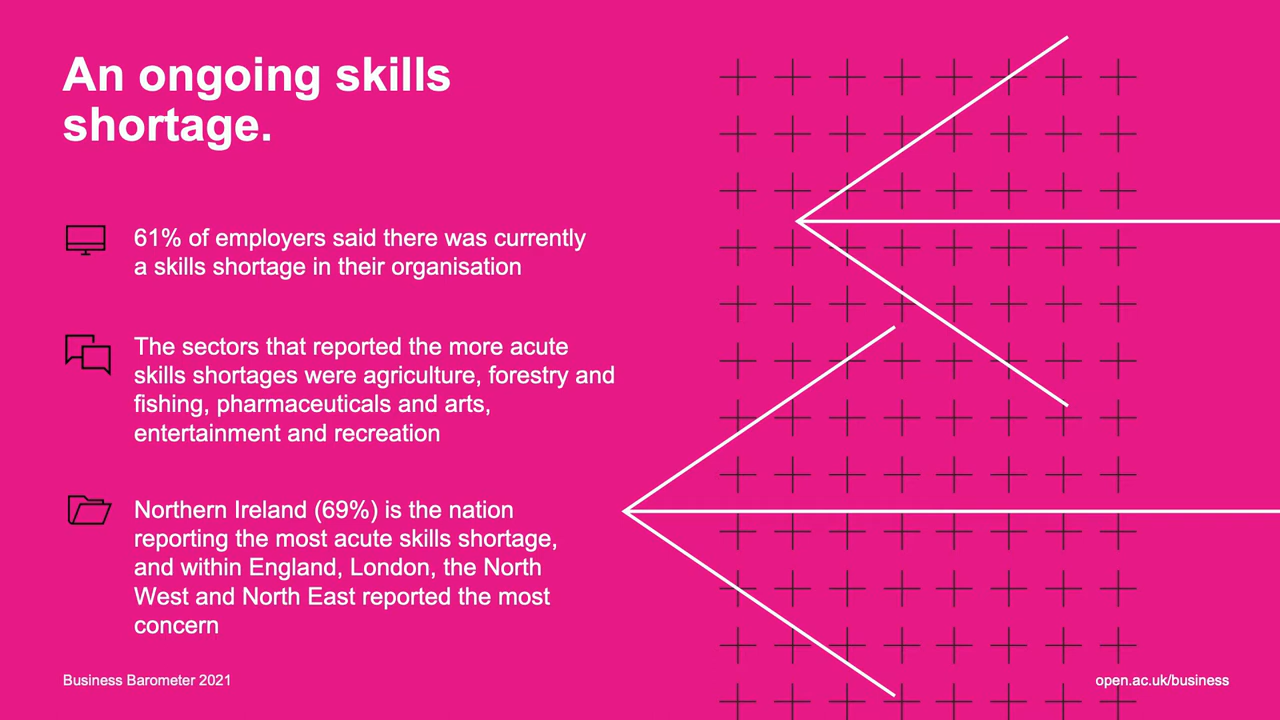 An ongoing skills
shortage.
61% of employers said there was currently
a skills shortage in their organisation
The sectors that reported the more acute
skills shortages were agriculture, forestry and
fishing, pharmaceuticals and arts,
entertainment and recreation
Northern Ireland (69%) is the nation
reporting the most acute skills shortage,
and within England, London, the North
West and North East reported the most
concern
Business Barometer 2021
open.ac.uk/business